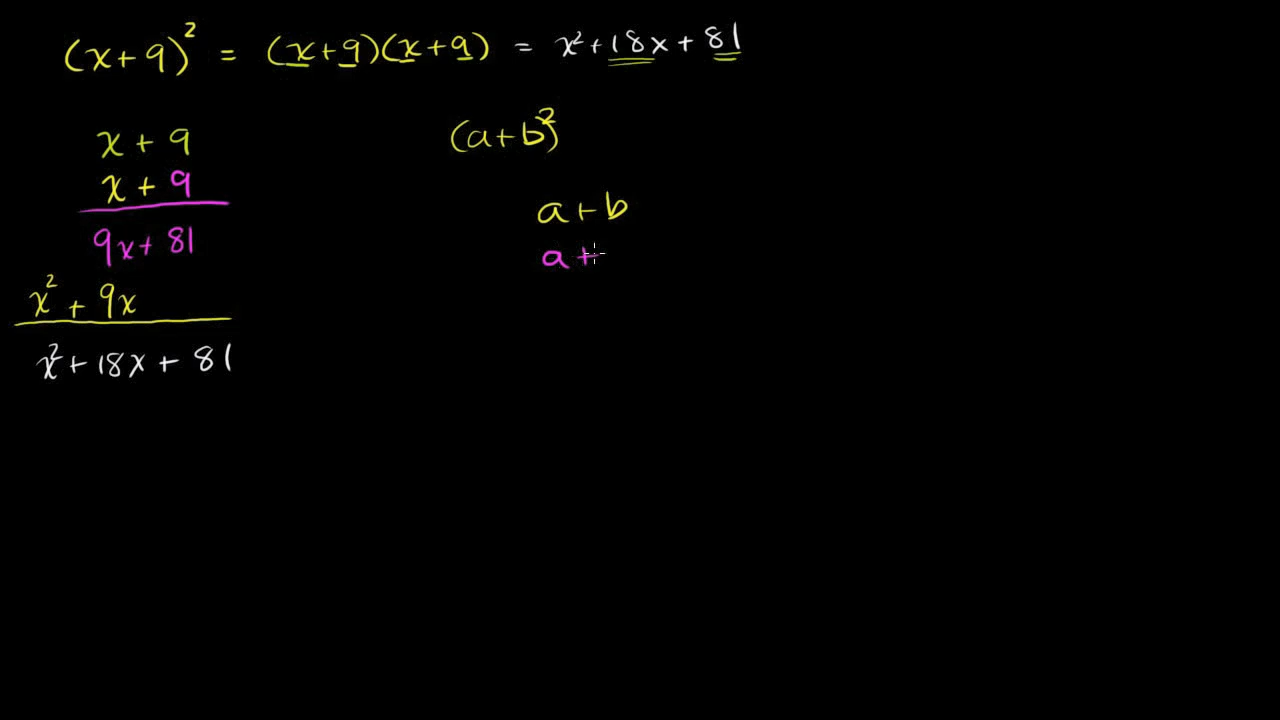 (x+9)² = (x+9)(x+9) = x²+18x+81
x + 9
x + 9
9x + 81
x² + 9x
x² + 18x + 81
(a+b)²
a+b
a+